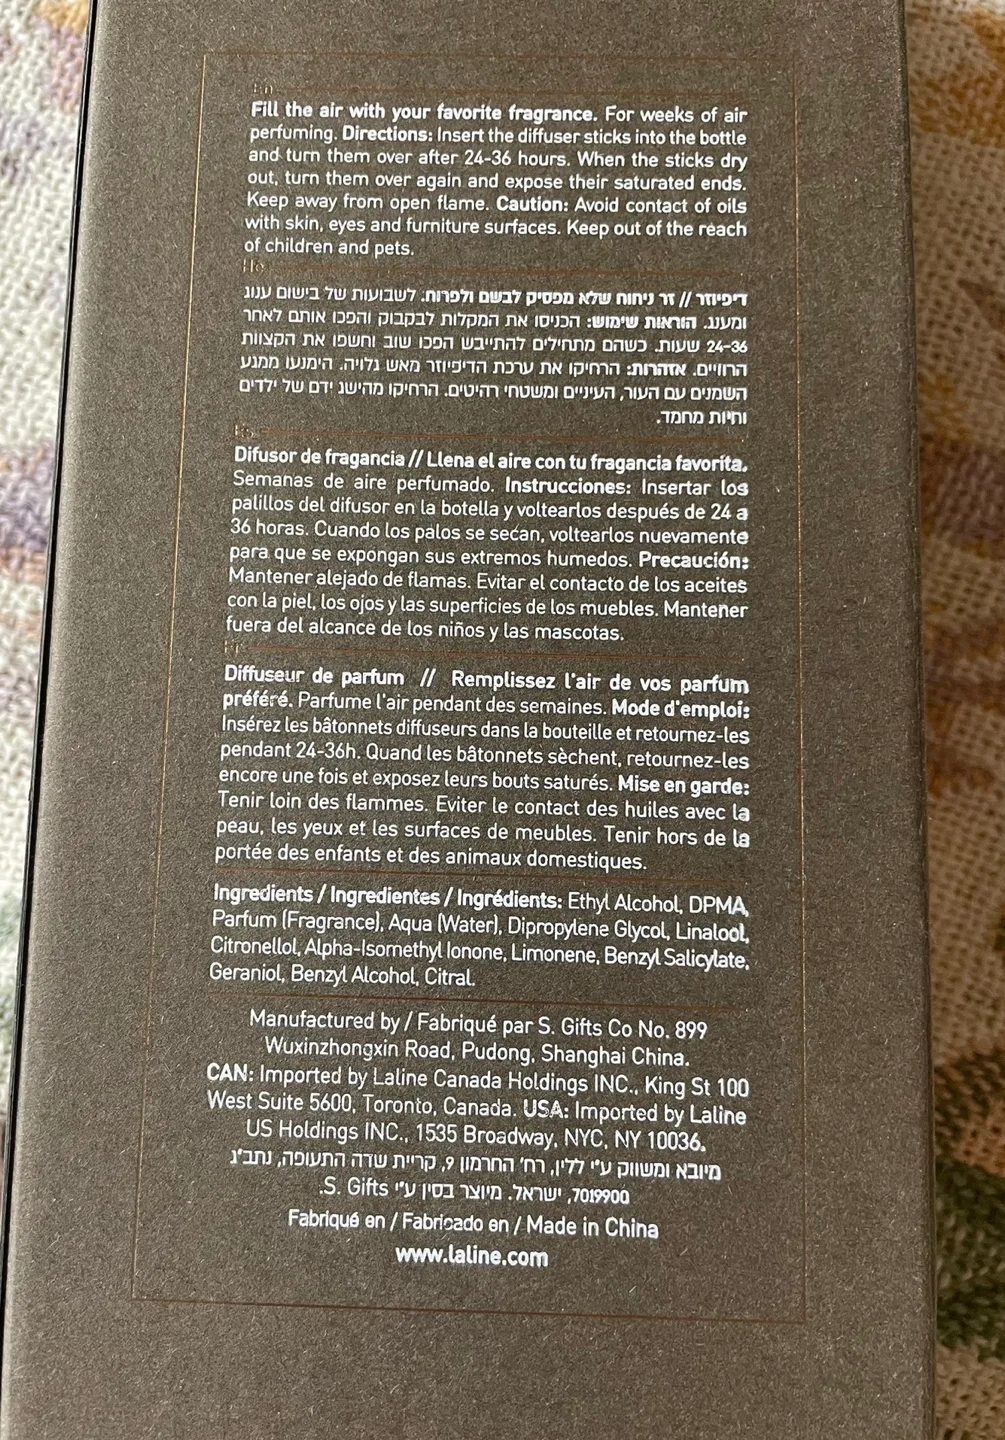 En
Fill the air with your favorite fragrance. For weeks of air
perfuming. Directions: Insert the diffuser sticks into the bottle
and turn them over after 24-36 hours. When the sticks dry
out, turn them over again and expose their saturated ends.
Keep away from open flame. Caution: Avoid contact of oils
with skin, eyes and furniture surfaces. Keep out of the reach
of children and pets.
He
דיפיוזר // זר ניחוח שלא מפסיק לבשם ולפרוח. לשבועות של בישום ענוג
ומענג. הוראות שימוש: הכניסו את המקלות לבקבוק והפכו אותם לאחר
24-36 שעות. כשהם מתחילים להתייבש הפכו שוב וחשפו את הקצוות
הרוויים. אזהרות: הרחיקו את ערכת הדיפיוזר מאש גלויה. הימנעו ממגע
השמנים עם העור, העיניים ומשטחי רהיטים. הרחיקו מהישג ידם של ילדים
וחיות מחמד.
Difusor de fragancia // Llena el aire con tu fragancia favorita.
Semanas de aire perfumado. Instrucciones: Insertar los
palillos del difusor en la botella y voltearlos después de 24 a
36 horas. Cuando los palos se secan, voltearlos nuevamente
para que se expongan sus extremos humedos. Precaución:
Mantener alejado de flamas. Evitar el contacto de los aceites
con la piel, los ojos y las superficies de los muebles. Mantener
fuera del alcance de los niños y las mascotas.
Diffuseur de parfum // Remplissez l'air de vos parfum
préféré. Parfume l'air pendant des semaines. Mode d'emploi:
Insérez les bâtonnets diffuseurs dans la bouteille et retournez-les
pendant 24-36h. Quand les bâtonnets sèchent, retournez-les
encore une fois et exposez leurs bouts saturés. Mise en garde:
Tenir loin des flammes. Eviter le contact des huiles avec la
peau, les yeux et les surfaces de meubles. Tenir hors de la
portée des enfants et des animaux domestiques.
Ingredients / Ingredientes / Ingrédients: Ethyl Alcohol, DPMA,
Parfum (Fragrance), Aqua (Water), Dipropylene Glycol, Linalool,
Citronellol, Alpha-Isomethyl Ionone, Limonene, Benzyl Salicylate,
Geraniol, Benzyl Alcohol, Citral.
Manufactured by / Fabriqué par S. Gifts Co No. 899
Wuxinzhongxin Road, Pudong, Shanghai China.
CAN: Imported by Laline Canada Holdings INC., King St 100
West Suite 5600, Toronto, Canada. USA: Imported by Laline
US Holdings INC., 1535 Broadway, NYC, NY 10036.
מיובא ומשווק ע"י ללין, רח' החרמון 9, קריית שדה התעופה, נתב"ג
7019900, ישראל. מיוצר בסין ע"י S. Gifts.
Fabriqué en / Fabricado en / Made in China
www.laline.com